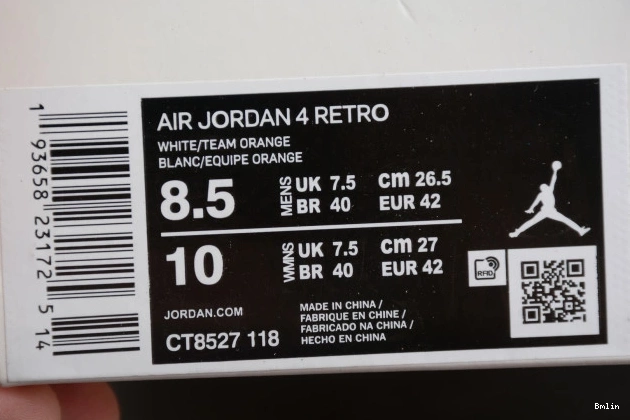 AIR JORDAN 4 RETRO
WHITE/TEAM ORANGE
BLANC/EQUIPE ORANGE
8.5
MENS
UK 7.5 cm 26.5
BR 40 EUR 42
10
WMNS
UK 7.5 cm 27
BR 40 EUR 42
RFID
JORDAN.COM
CT8527 118
MADE IN CHINA /
FABRIQUE EN CHINE /
FABRICADO NA CHINA /
HECHO EN CHINA
1 93658 23172 5 14
Bmlin